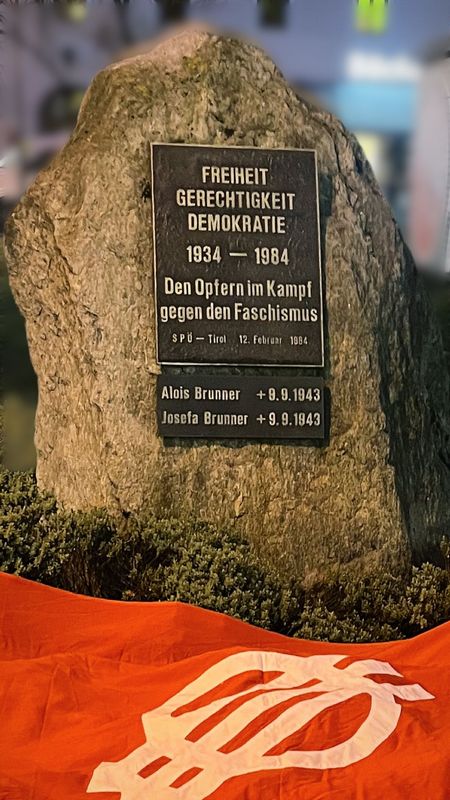 FREIHEIT
GERECHTIGKEIT
DEMOKRATIE
1934 — 1984
Den Opfern im Kampf
gegen den Faschismus
SPÖ — Tirol 12. Februar 1984
Alois Brunner + 9.9.1943
Josefa Brunner + 9.9.1943